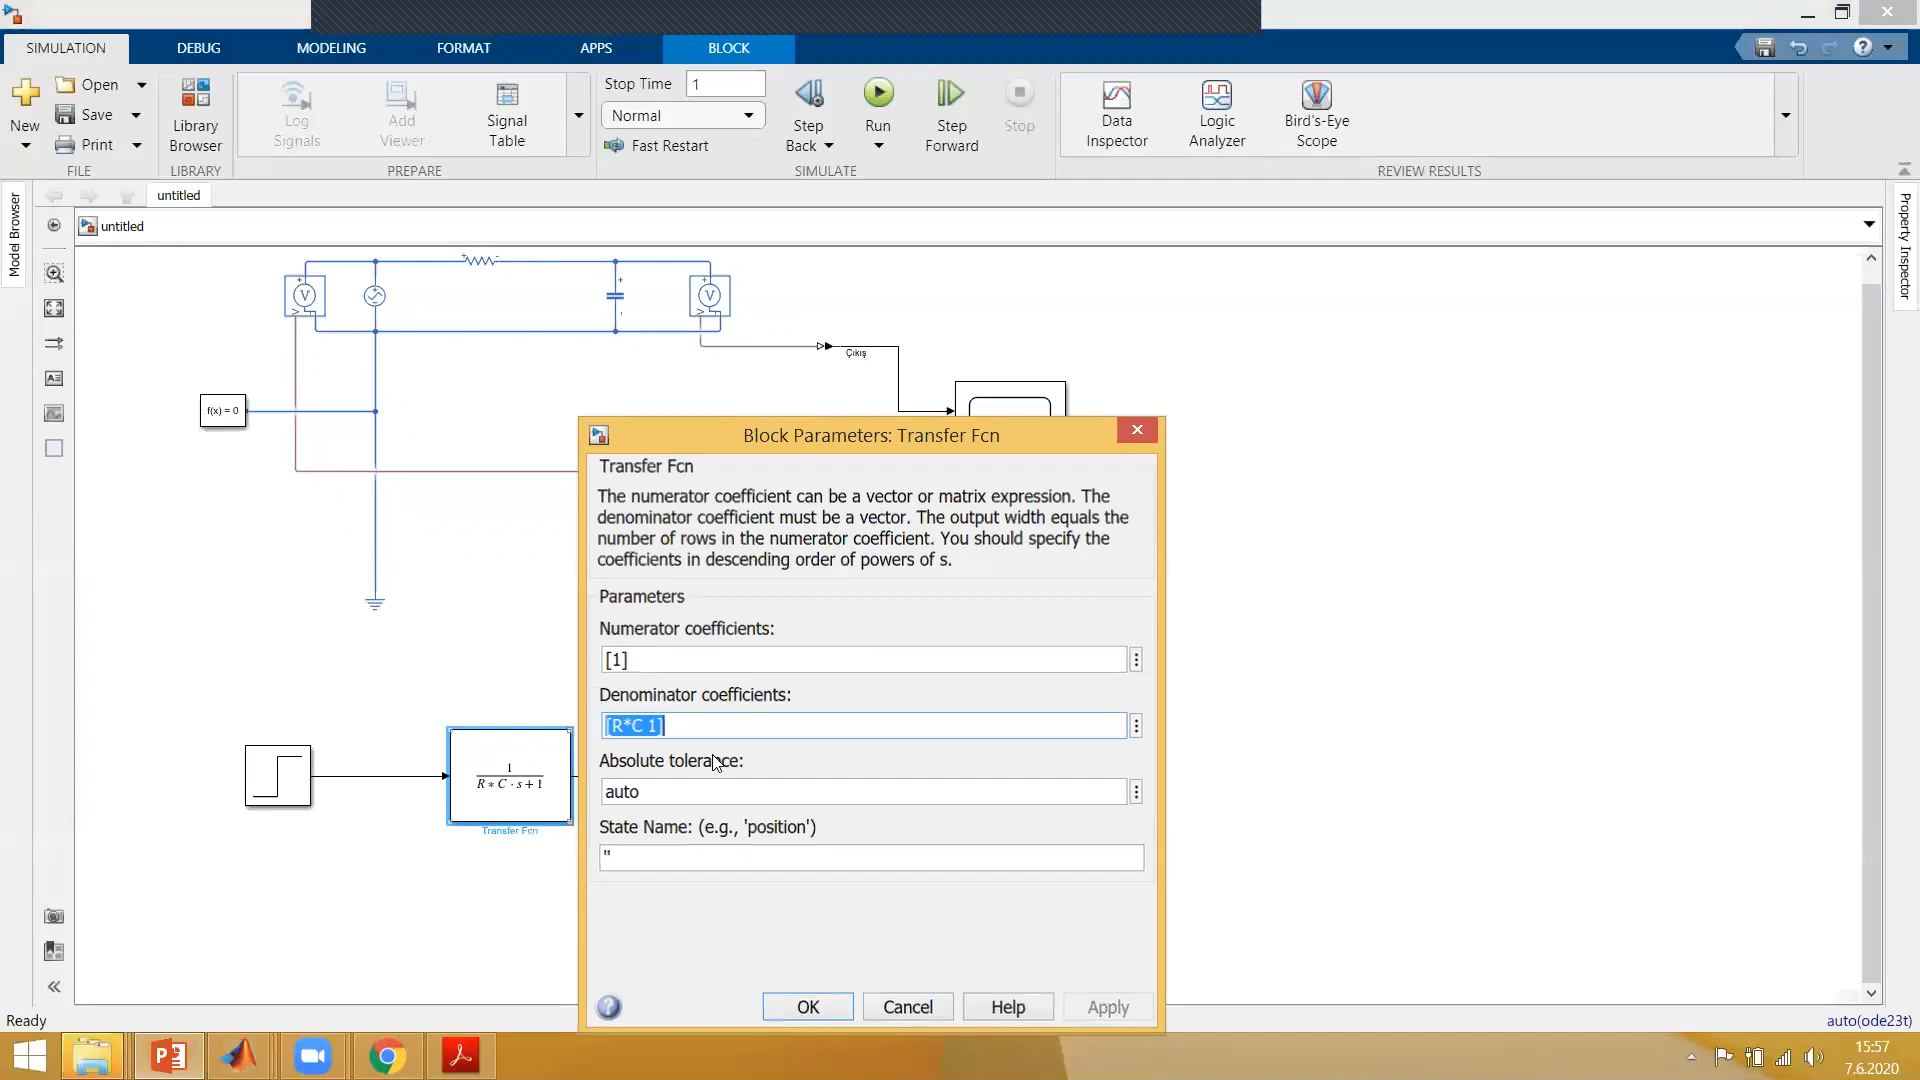 SIMULATION DEBUG MODELING FORMAT APPS BLOCK
New
Open
Save
Print
FILE
Library
Browser
LIBRARY
Log
Signals
Add
Viewer
Signal
Table
PREPARE
Stop Time 1
Normal
Fast Restart
Step
Back
Run
Step
Forward
Stop
SIMULATE
Data
Inspector
Logic
Analyzer
Bird's-Eye
Scope
REVIEW RESULTS
Model Browser
untitled
untitled
Property Inspector
V
V
Çıkış
f(x) = 0
Block Parameters: Transfer Fcn
Transfer Fcn
The numerator coefficient can be a vector or matrix expression. The
denominator coefficient must be a vector. The output width equals the
number of rows in the numerator coefficient. You should specify the
coefficients in descending order of powers of s.
Parameters
Numerator coefficients:
[1]
Denominator coefficients:
[R*C 1]
Absolute tolerance:
auto
State Name: (e.g., 'position')
''
OK Cancel Help Apply
1
R * C · s + 1
Transfer Fcn
Ready
auto(ode23t)
15:57
7.6.2020